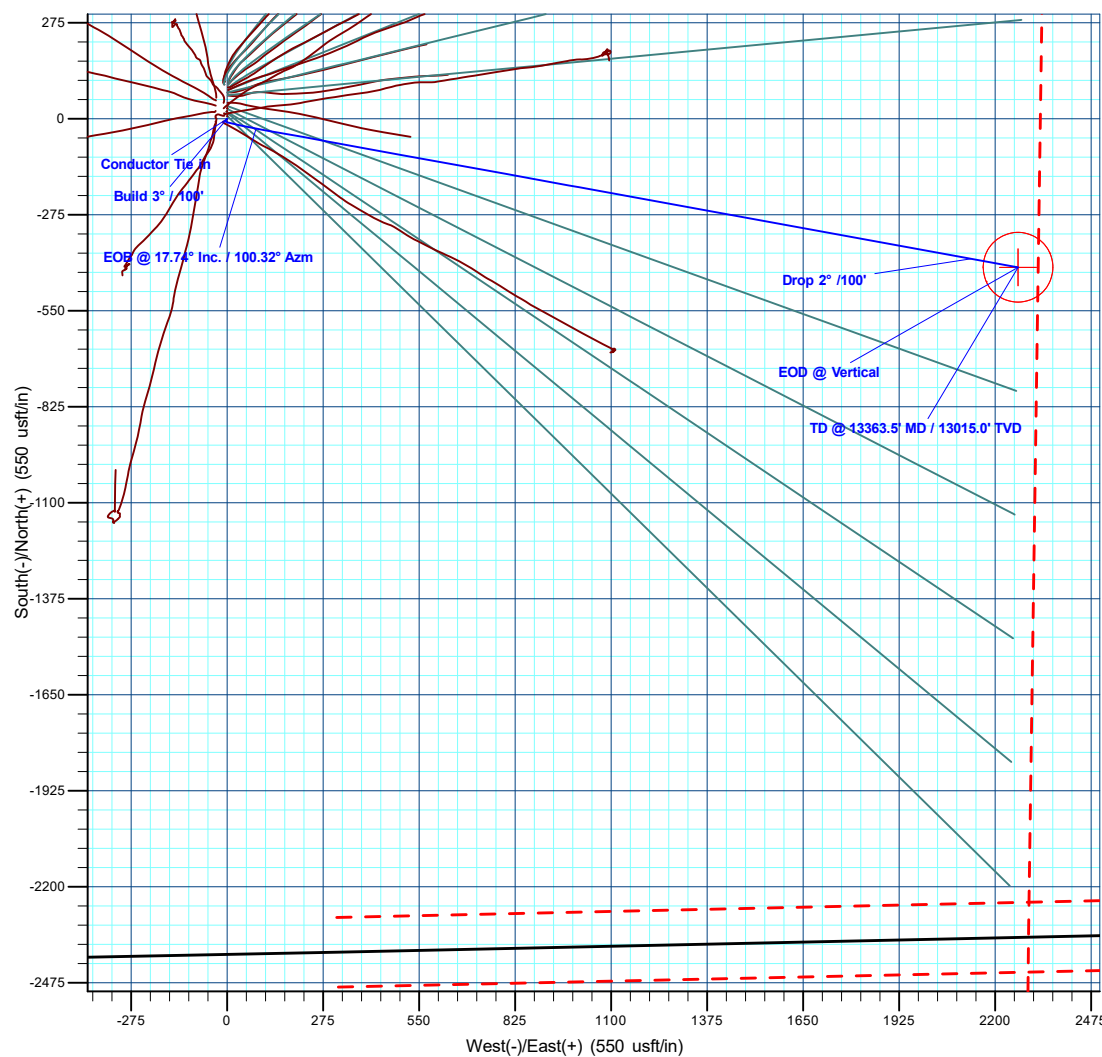 275
0
-275
-550
-825
-1100
-1375
-1650
-1925
-2200
-2475
South(-)/North(+) (550 usft/in)
Conductor Tie in
Build 3° / 100'
EOB @ 17.74° Inc. / 100.32° Azm
Drop 2° /100'
EOD @ Vertical
TD @ 13363.5' MD / 13015.0' TVD
-275 0 275 550 825 1100 1375 1650 1925 2200 2475
West(-)/East(+) (550 usft/in)